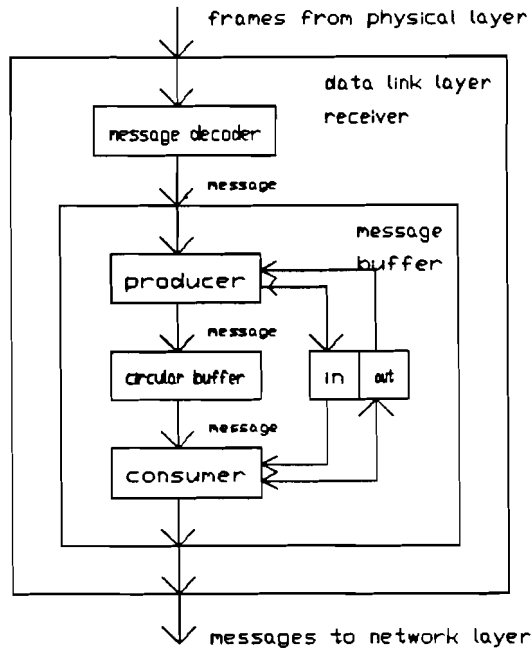 frames from physical layer
data link layer
receiver
message decoder
message
message
buffer
producer
message
circular buffer
in
out
message
consumer
messages to network layer